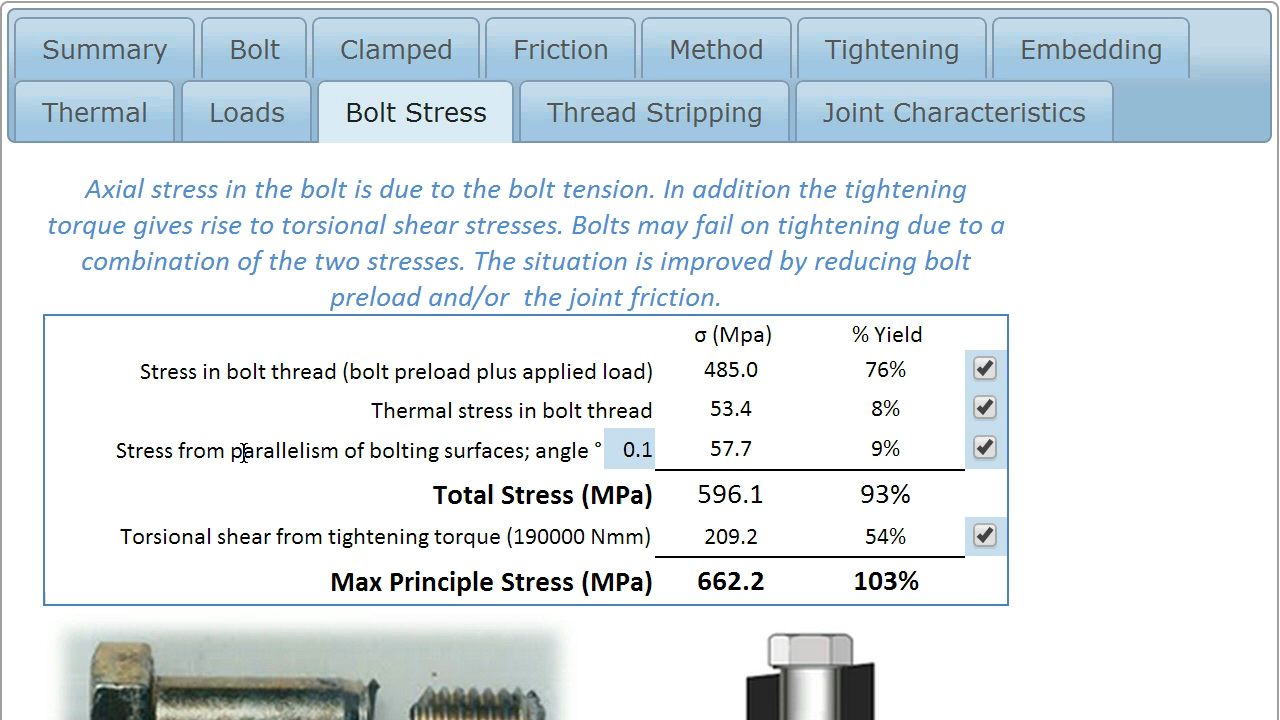 Summary Bolt Clamped Friction Method Tightening Embedding
Thermal Loads Bolt Stress Thread Stripping Joint Characteristics
Axial stress in the bolt is due to the bolt tension. In addition the tightening
torque gives rise to torsional shear stresses. Bolts may fail on tightening due to a
combination of the two stresses. The situation is improved by reducing bolt
preload and/or the joint friction.
σ (Mpa) % Yield
Stress in bolt thread (bolt preload plus applied load) 485.0 76%
Thermal stress in bolt thread 53.4 8%
Stress from parallelism of bolting surfaces; angle ° 0.1 57.7 9%
Total Stress (MPa) 596.1 93%
Torsional shear from tightening torque (190000 Nmm) 209.2 54%
Max Principle Stress (MPa) 662.2 103%